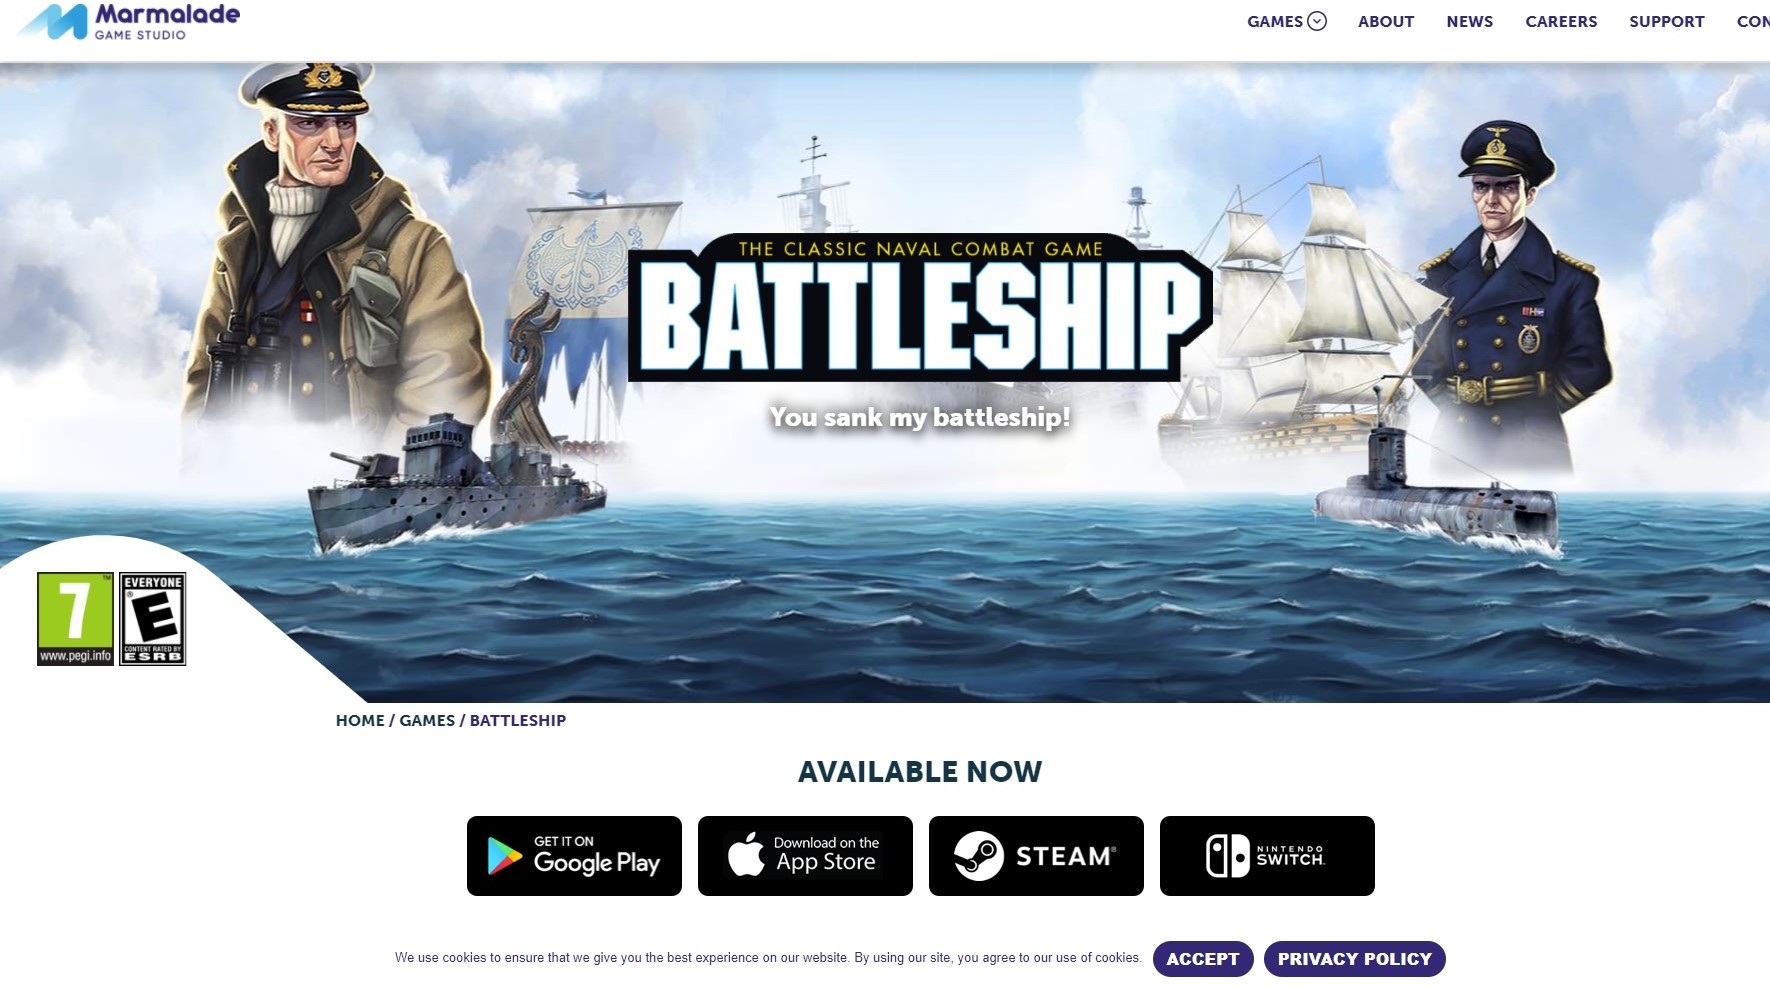 Marmalade
GAME STUDIO
GAMES
ABOUT
NEWS
CAREERS
SUPPORT
CON
THE CLASSIC NAVAL COMBAT GAME
BATTLESHIP
You sank my battleship!
7
TM
www.pegi.info
EVERYONE
E
®
CONTENT RATED BY
ESRB
HOME / GAMES / BATTLESHIP
AVAILABLE NOW
GET IT ON
Google Play
Download on the
App Store
STEAM®
NINTENDO
SWITCH
We use cookies to ensure that we give you the best experience on our website. By using our site, you agree to our use of cookies.
ACCEPT
PRIVACY POLICY